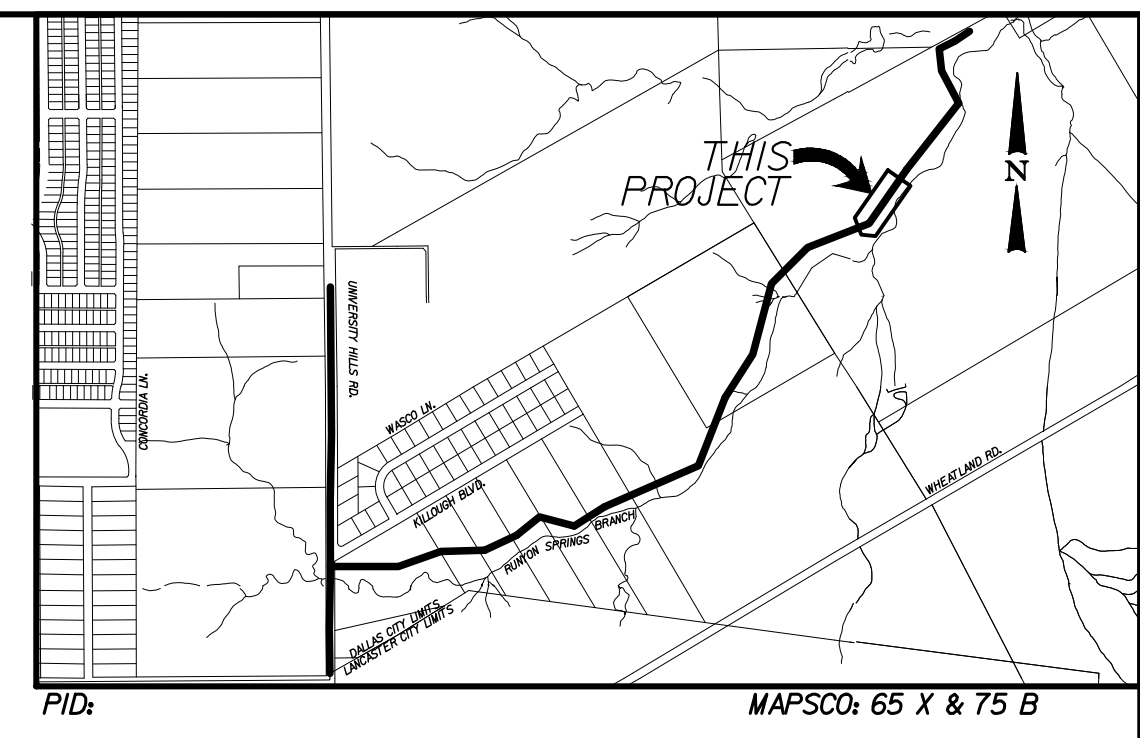 THIS
PROJECT
N
UNIVERSITY HILLS RD.
CONCORDIA LN.
WASCO LN.
KILLOUGH BLVD.
WHEATLAND RD.
RUNYON SPRINGS BRANCH
DALLAS CITY LIMITS
LANCASTER CITY LIMITS
PID:
MAPSCO: 65 X & 75 B